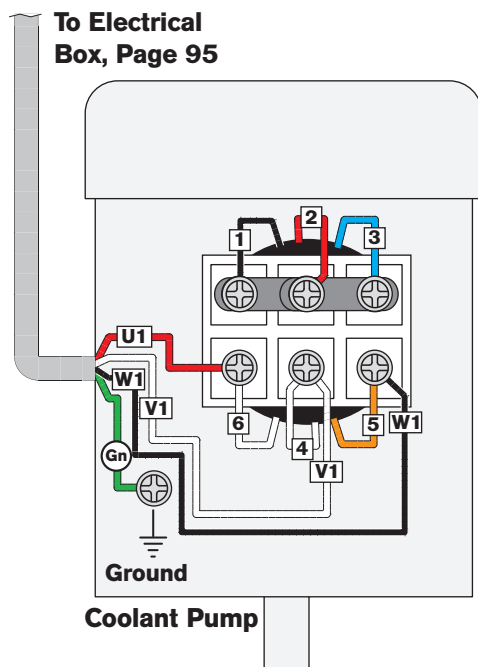 To Electrical
Box, Page 95
1
2
3
U1
W1
V1
6
4
5
W1
V1
Gn
Ground
Coolant Pump